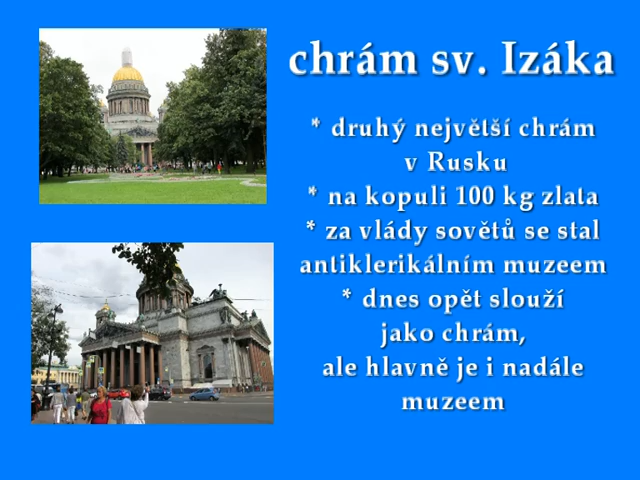 chrám sv. Izáka
* druhý největší chrám
v Rusku
* na kopuli 100 kg zlata
* za vlády sovětů se stal
antiklerikálním muzeem
* dnes opět slouží
jako chrám,
ale hlavně je i nadále
muzeem